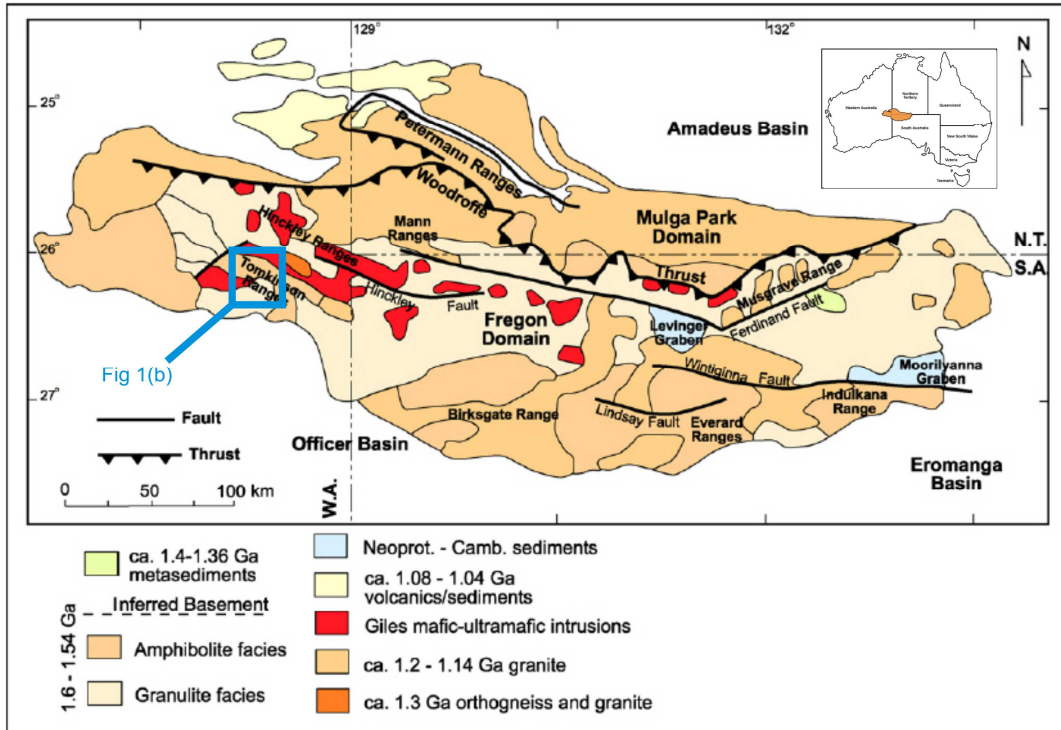 129°
132°
N
25°
26°
27°
Petermann Ranges
Amadeus Basin
Woodroffe
Hinckley Ranges
Mann
Ranges
Mulga Park
Domain
N.T.
S.A.
Thrust
Musgrave Range
Tomkinson
Range
Hinckley
Fault
Fregon
Domain
Levinger
Graben
Ferdinand Fault
Fig 1(b)
Wintiginna Fault
Moorilyanna
Graben
Birksgate Range
Lindsay Fault
Everard
Ranges
Indulkana
Range
Officer Basin
Eromanga
Basin
W.A.
Fault
Thrust
0 50 100 km
Western Australia
Northern
Territory
Queensland
South Australia
New South Wales
Victoria
Tasmania
ca. 1.4-1.36 Ga
metasediments
Inferred Basement
1.6 - 1.54 Ga
Amphibolite facies
Granulite facies
Neoprot. - Camb. sediments
ca. 1.08 - 1.04 Ga
volcanics/sediments
Giles mafic-ultramafic intrusions
ca. 1.2 - 1.14 Ga granite
ca. 1.3 Ga orthogneiss and granite